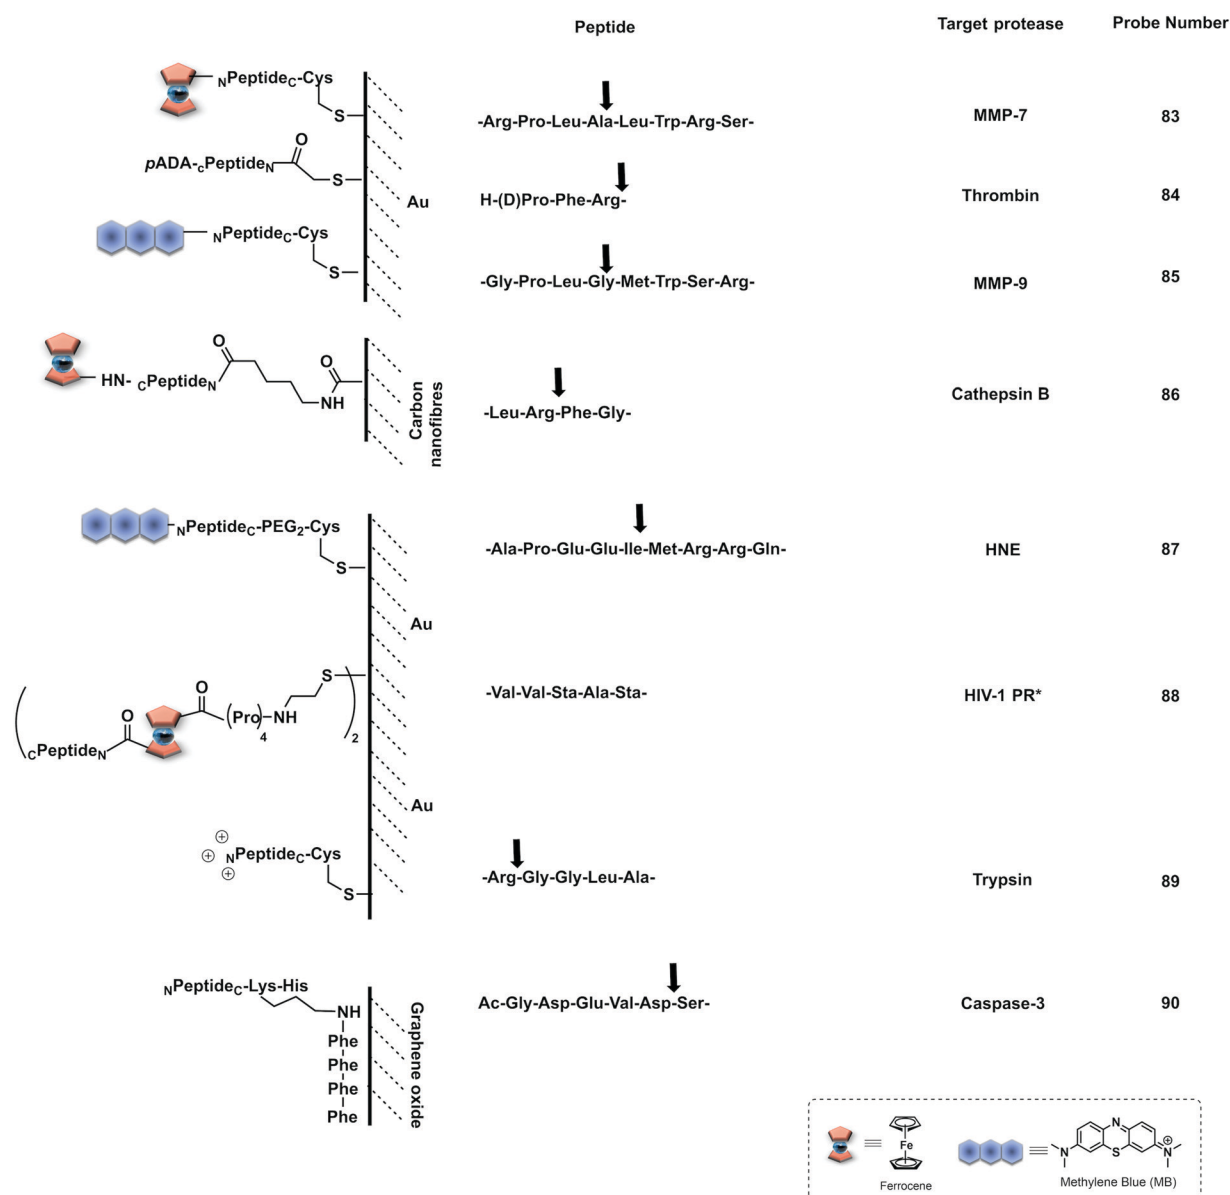 Peptide Target protease Probe Number
NPeptideC-Cys
S
-Arg-Pro-Leu-Ala-Leu-Trp-Arg-Ser- MMP-7 83
O
pADA-cPeptideN
S
Au
H-(D)Pro-Phe-Arg- Thrombin 84
NPeptideC-Cys
S
-Gly-Pro-Leu-Gly-Met-Trp-Ser-Arg- MMP-9 85
O
O
HN- CPeptideN
NH
Carbon
nanofibres
-Leu-Arg-Phe-Gly- Cathepsin B 86
NPeptideC-PEG2-Cys
S
-Ala-Pro-Glu-Glu-Ile-Met-Arg-Arg-Gln- HNE 87
Au
S
O
O
(Pro)4-NH
)2
(CPeptideN
-Val-Val-Sta-Ala-Sta- HIV-1 PR* 88
Au
+
+
+
NPeptideC-Cys
S
-Arg-Gly-Gly-Leu-Ala- Trypsin 89
NPeptideC-Lys-His
NH
Phe
Phe
Phe
Phe
Graphene oxide
Ac-Gly-Asp-Glu-Val-Asp-Ser- Caspase-3 90
Fe
Ferrocene
N
N
S
N
+
Methylene Blue (MB)